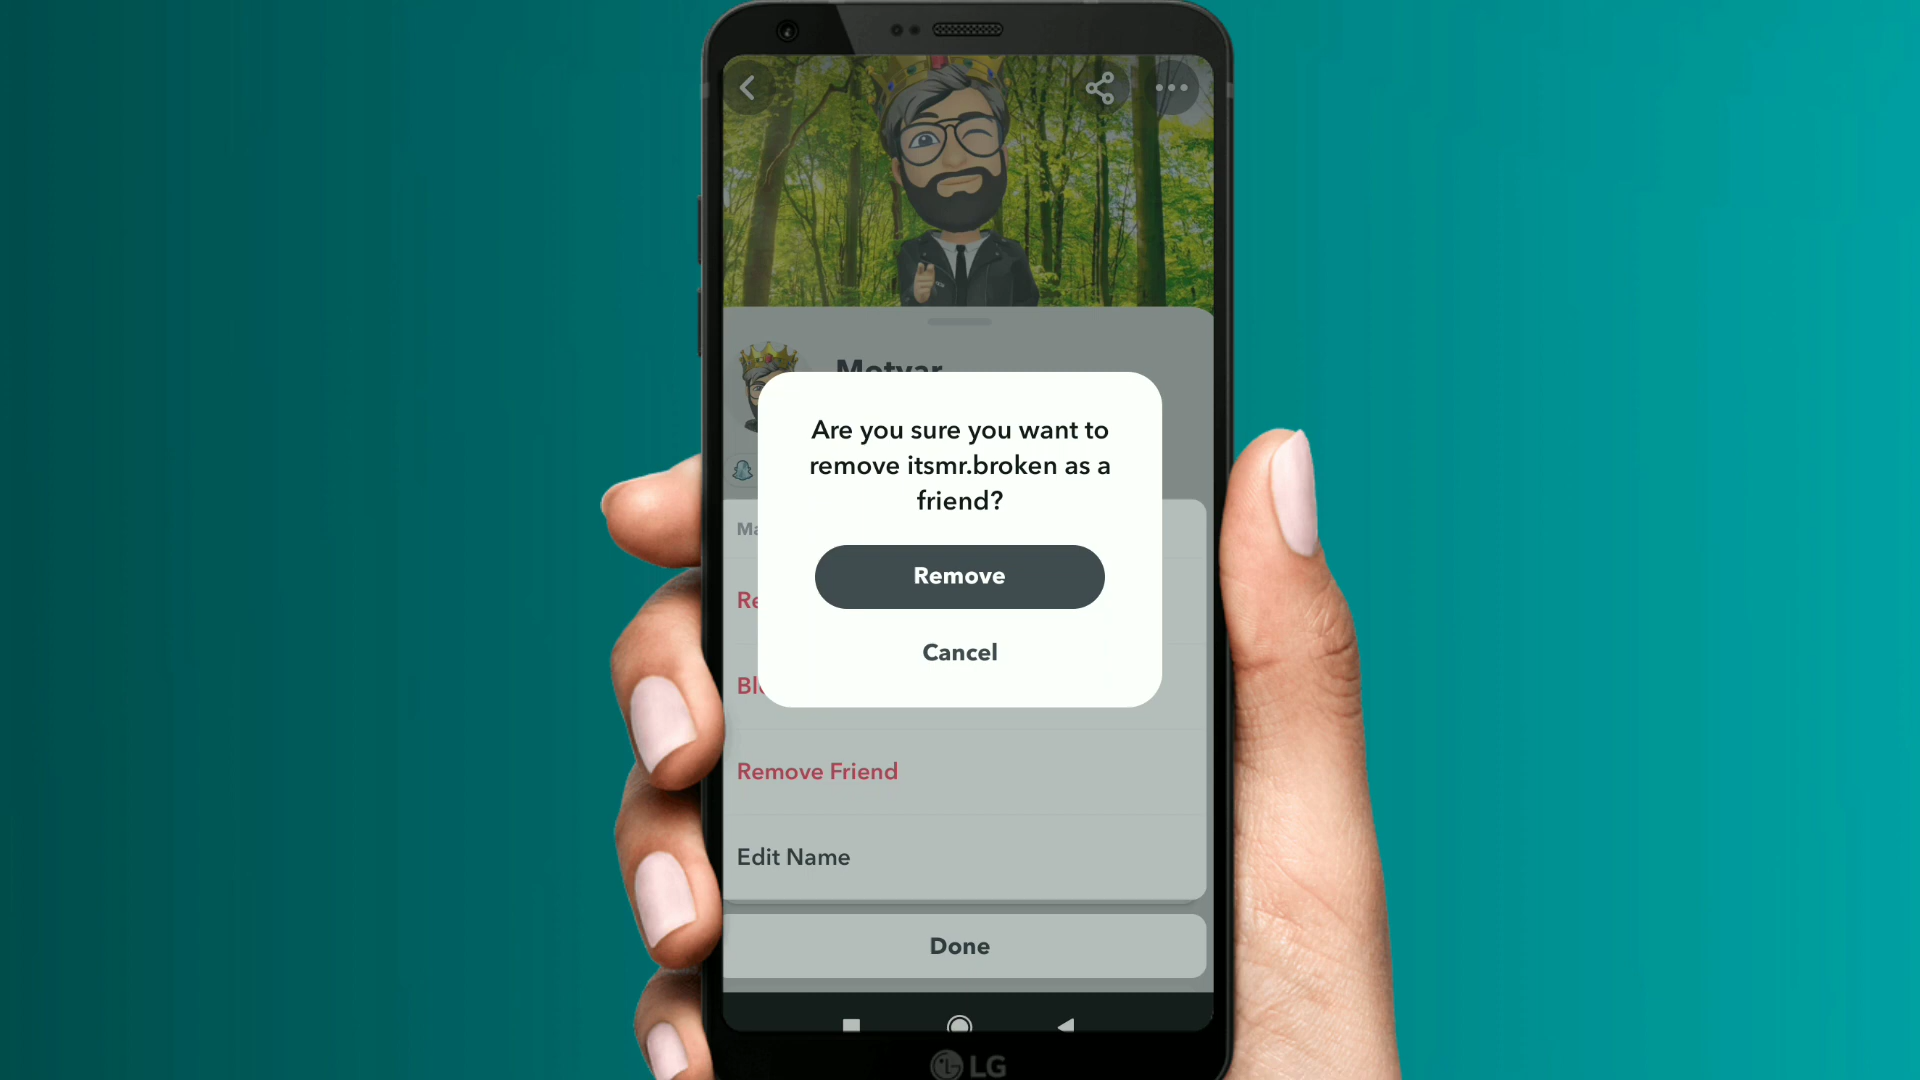 Are you sure you want to
remove itsmr.broken as a
friend?
Remove
Cancel
Remove Friend
Edit Name
Done
LG